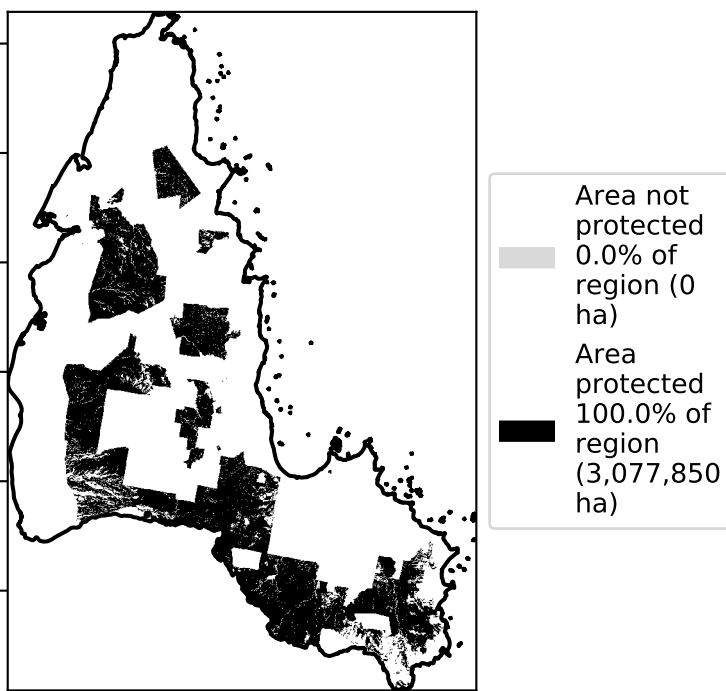 Area not
protected
0.0% of
region (0
ha)
Area
protected
100.0% of
region
(3,077,850
ha)